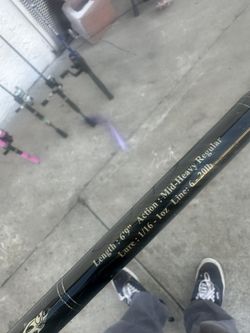 Length : 6'9" Action : Mid-Heavy Regular
Lure : 1/16 - 1oz Line: 6 - 20lb